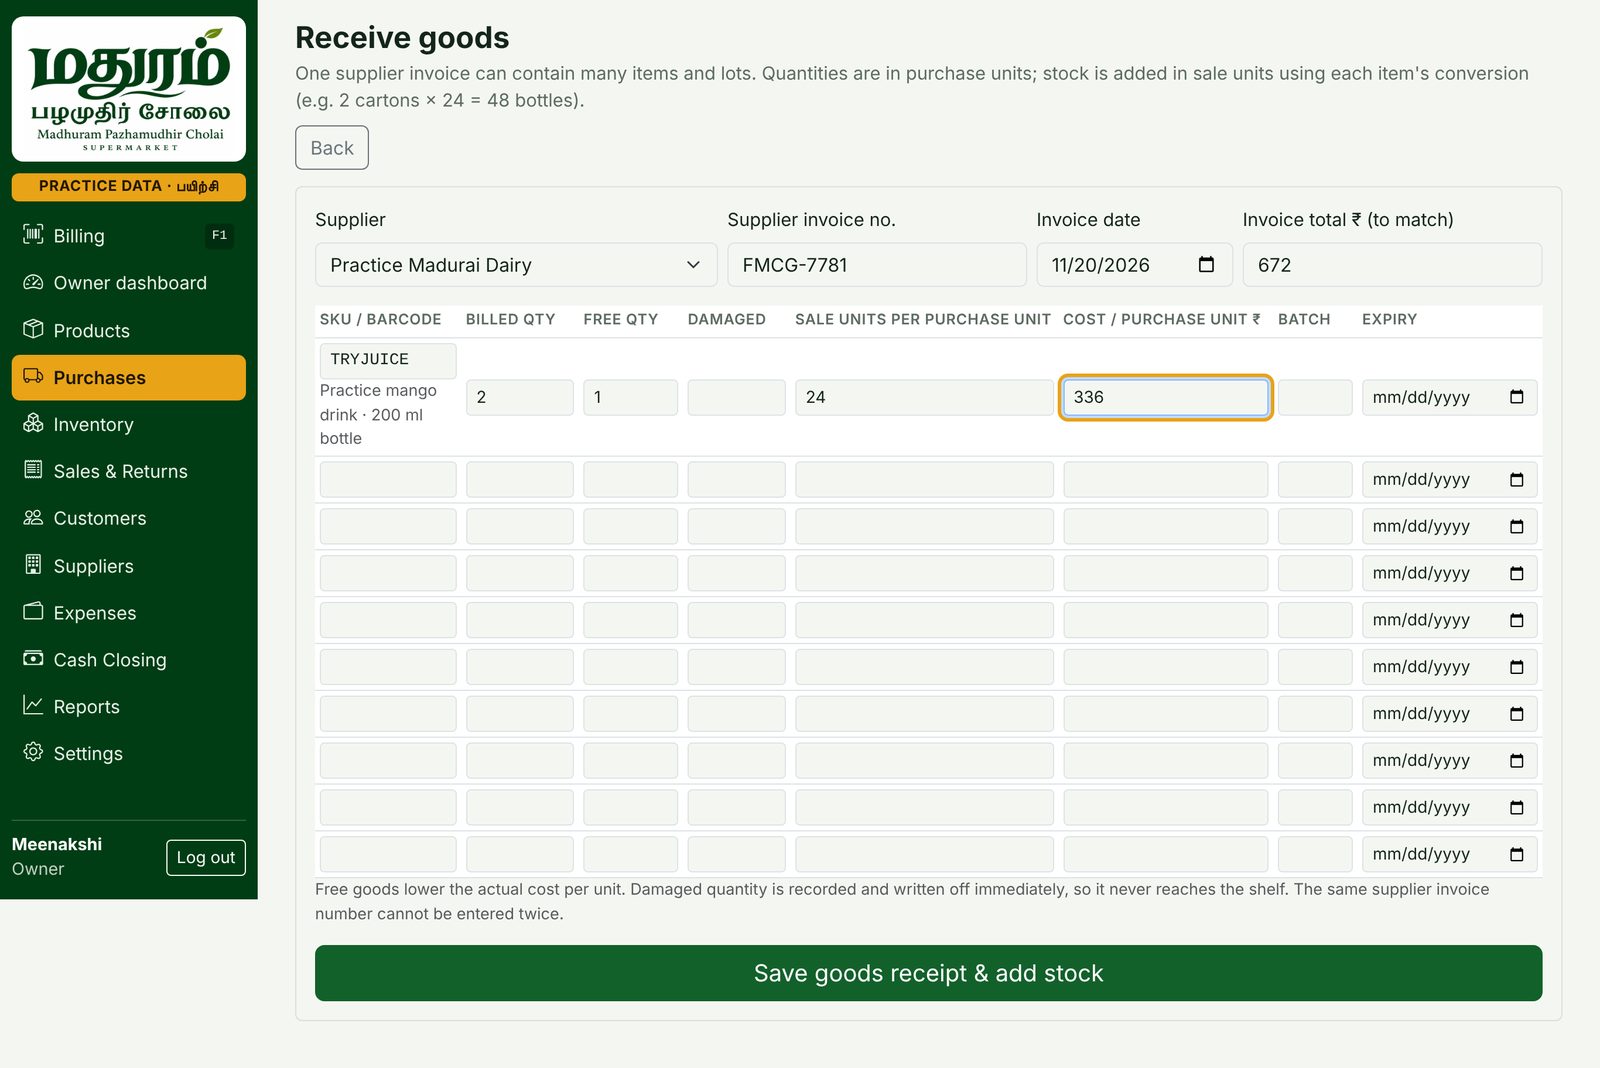 மதுரம்
பழமுதிர் சோலை
Madhuram Pazhamudhir Cholai
SUPERMARKET
PRACTICE DATA · பயிற்சி
Billing F1
Owner dashboard
Products
Purchases
Inventory
Sales & Returns
Customers
Suppliers
Expenses
Cash Closing
Reports
Settings
Meenakshi
Owner
Log out
Receive goods
One supplier invoice can contain many items and lots. Quantities are in purchase units; stock is added in sale units using each item's conversion
(e.g. 2 cartons × 24 = 48 bottles).
Back
Supplier Supplier invoice no. Invoice date Invoice total ₹ (to match)
Practice Madurai Dairy FMCG-7781 11/20/2026 672
SKU / BARCODE BILLED QTY FREE QTY DAMAGED SALE UNITS PER PURCHASE UNIT COST / PURCHASE UNIT ₹ BATCH EXPIRY
TRYJUICE
Practice mango
drink · 200 ml
bottle
2 1 24 336 mm/dd/yyyy
mm/dd/yyyy
mm/dd/yyyy
mm/dd/yyyy
mm/dd/yyyy
mm/dd/yyyy
mm/dd/yyyy
mm/dd/yyyy
mm/dd/yyyy
mm/dd/yyyy
Free goods lower the actual cost per unit. Damaged quantity is recorded and written off immediately, so it never reaches the shelf. The same supplier invoice
number cannot be entered twice.
Save goods receipt & add stock